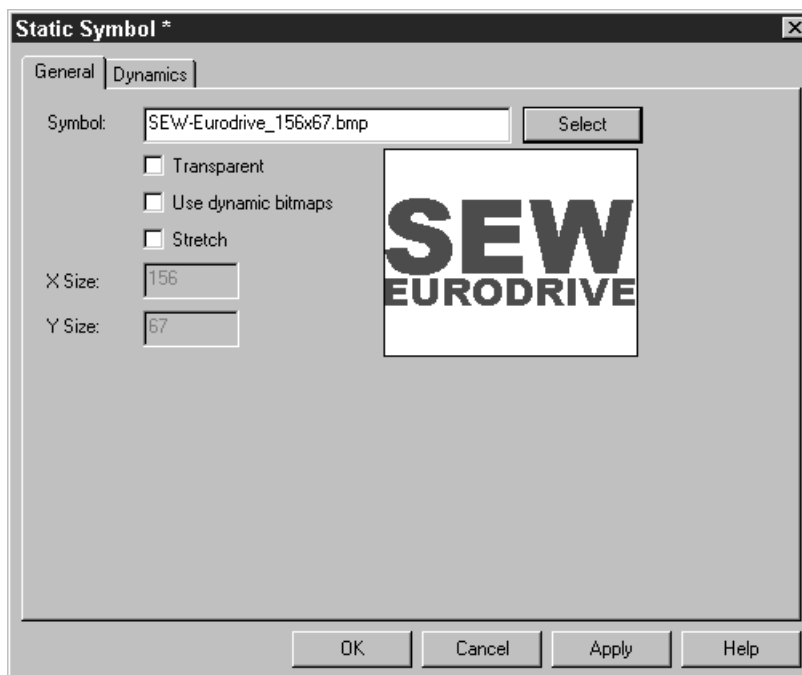 Static Symbol *
General Dynamics
Symbol: SEW-Eurodrive_156x67.bmp Select
Transparent
Use dynamic bitmaps
Stretch
SEW
EURODRIVE
X Size: 156
Y Size: 67
OK Cancel Apply Help